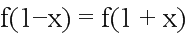 f(1−x) = f(1 + x)